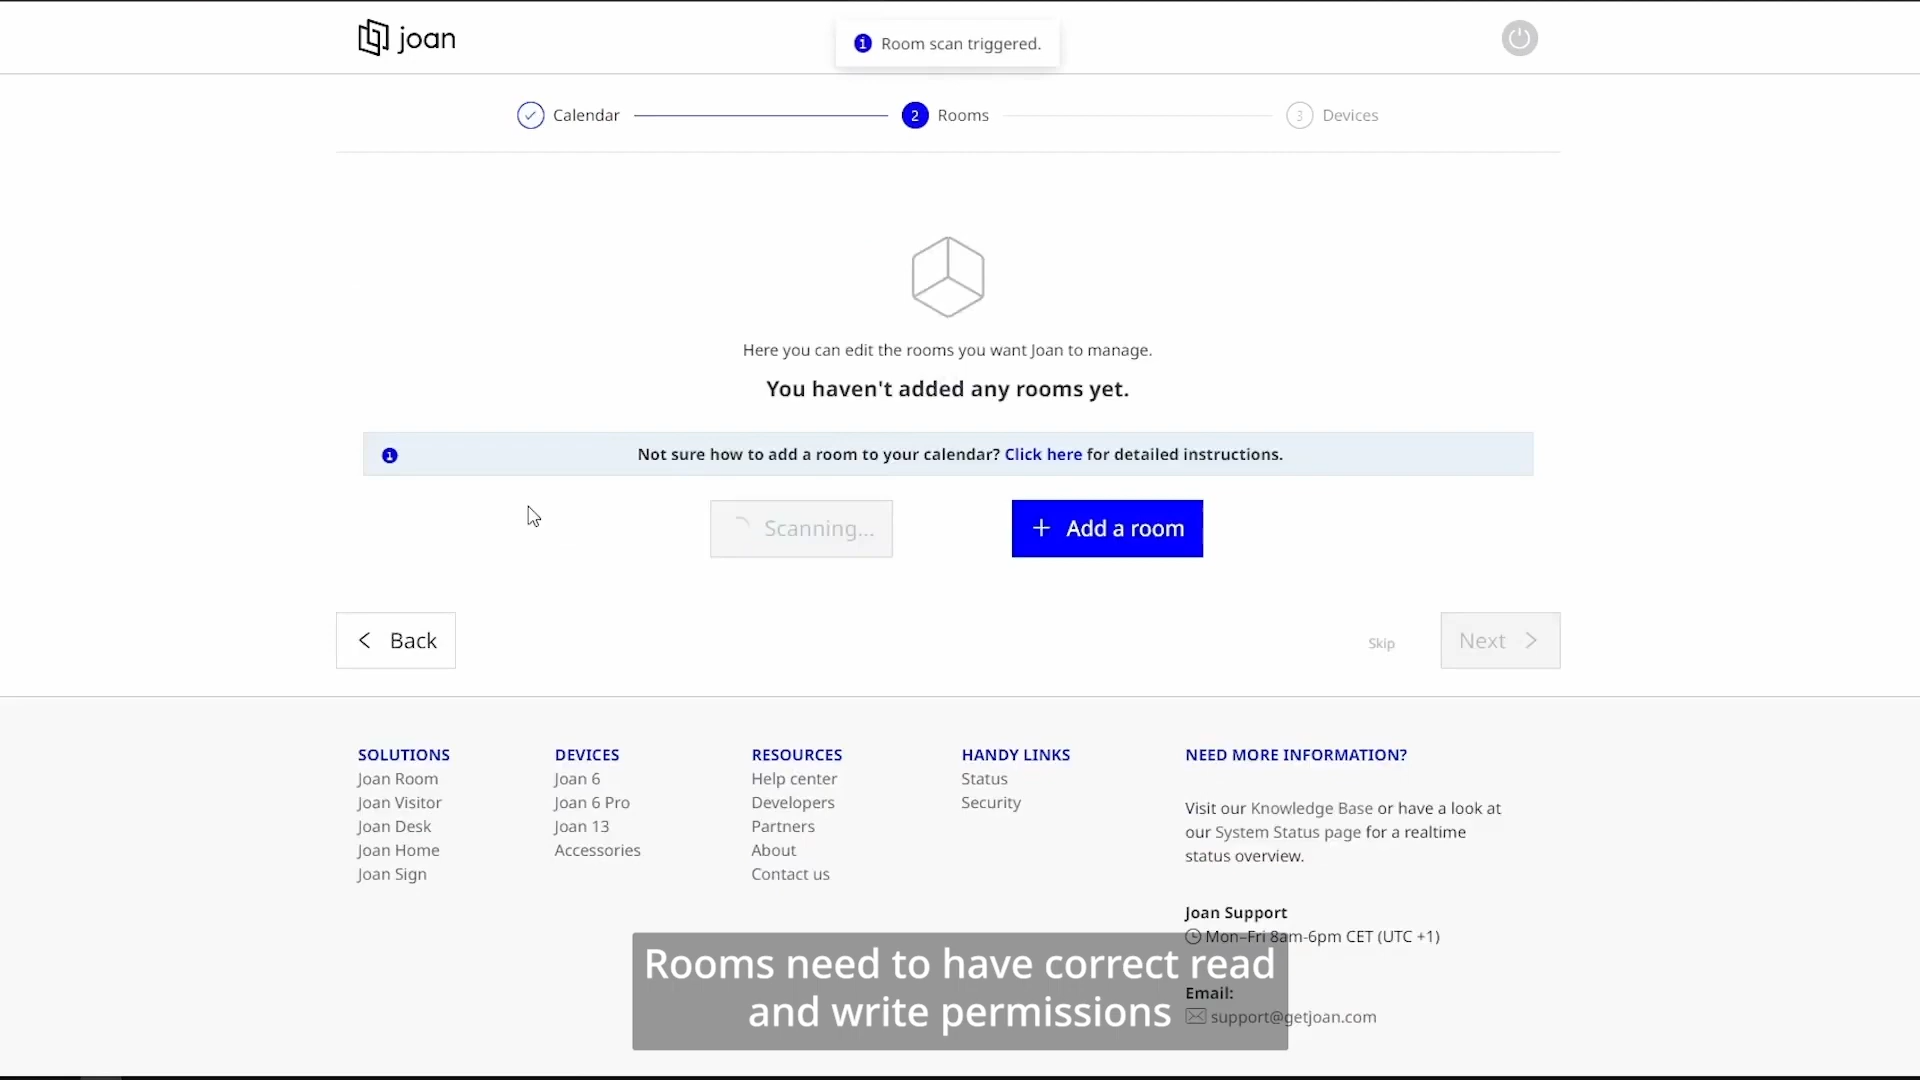 joan
Room scan triggered.
Calendar
2 Rooms
3 Devices
Here you can edit the rooms you want Joan to manage.
You haven't added any rooms yet.
Not sure how to add a room to your calendar? Click here for detailed instructions.
Scanning...
+ Add a room
< Back
Skip
Next >
SOLUTIONS
Joan Room
Joan Visitor
Joan Desk
Joan Home
Joan Sign
DEVICES
Joan 6
Joan 6 Pro
Joan 13
Accessories
RESOURCES
Help center
Developers
Partners
About
Contact us
HANDY LINKS
Status
Security
NEED MORE INFORMATION?
Visit our Knowledge Base or have a look at
our System Status page for a realtime
status overview.
Joan Support
Mon–Fri 8am-6pm CET (UTC +1)
Email:
support@getjoan.com
Rooms need to have correct read
and write permissions